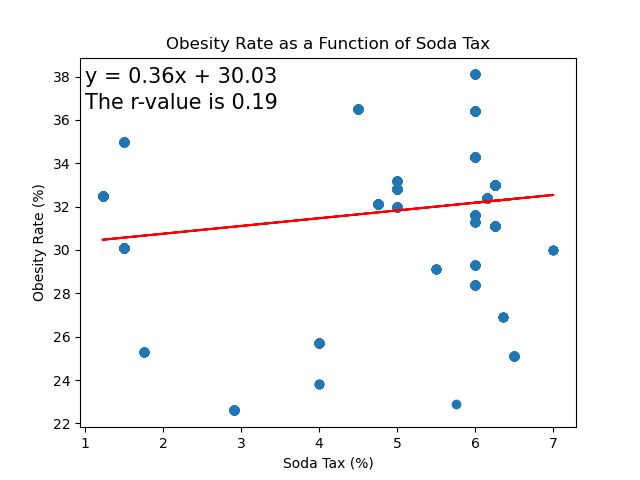 Obesity Rate as a Function of Soda Tax
y = 0.36x + 30.03
The r-value is 0.19
38
36
34
32
30
28
26
24
22
Obesity Rate (%)
1 2 3 4 5 6 7
Soda Tax (%)